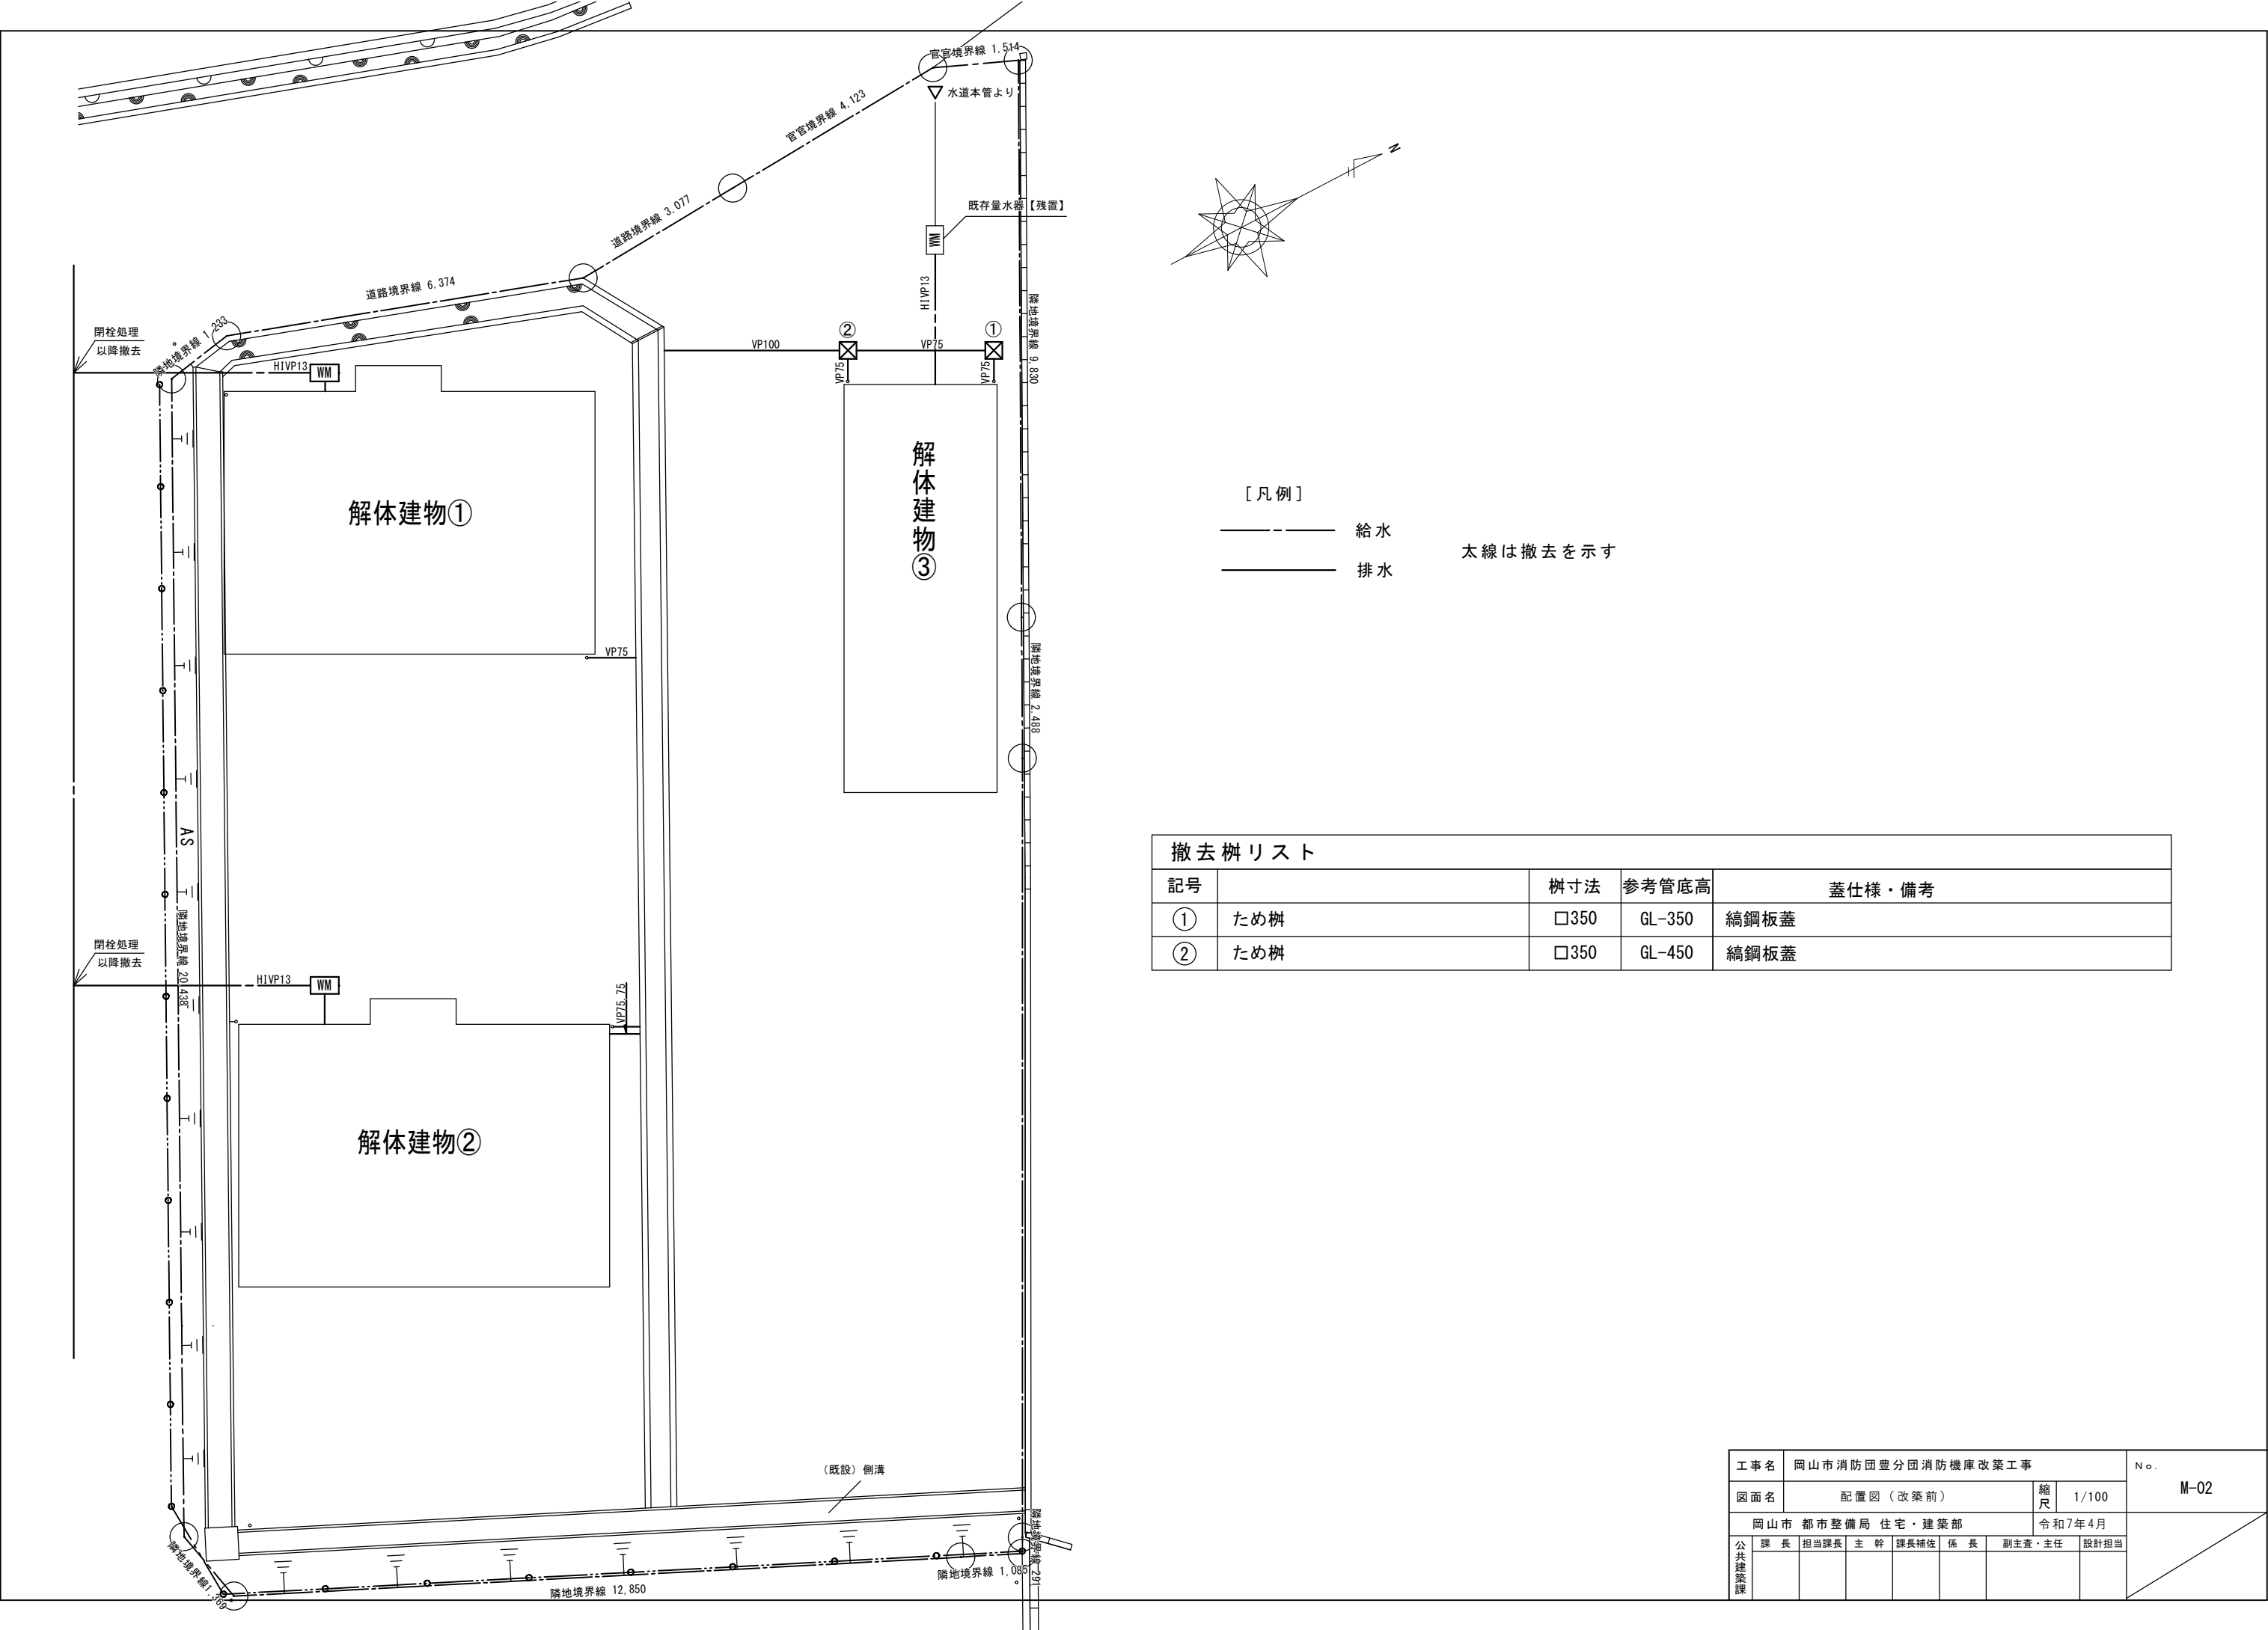 官官境界線 1,514
水道本管より
官官境界線 4,123
N
道路境界線 3,077
既存量水器【残置】
WM
道路境界線 6,374
HIVP13
隣地境界線 9,830
隣地境界線 1,233
閉栓処理
以降撤去
②
①
VP100
VP75
HIVP13
WM
VP75
VP75
解体建物①
解体建物③
[凡例]
給水
太線は撤去を示す
排水
VP75
隣地境界線 2,488
AS
撤去桝リスト
記号 桝寸法 参考管底高 蓋仕様・備考
① ため桝 □350 GL-350 縞鋼板蓋
② ため桝 □350 GL-450 縞鋼板蓋
隣地境界線 20,438
閉栓処理
以降撤去
HIVP13
WM
VP75,75
解体建物②
(既設)側溝
隣地境界線 291
隣地境界線 1,085
隣地境界線 12,850
隣地境界線1,369
工事名 岡山市消防団豊分団消防機庫改築工事
No.
M-02
図面名 配置図(改築前) 縮尺 1/100
岡山市 都市整備局 住宅・建築部 令和7年4月
公共建築課
課 長 担当課長 主 幹 課長補佐 係 長 副主査・主任 設計担当